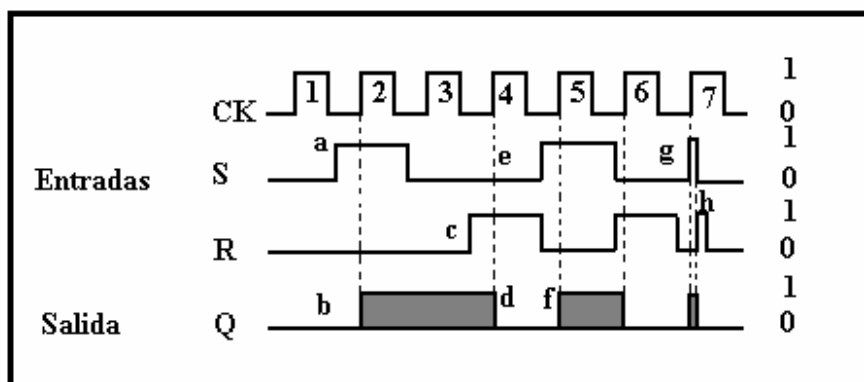 1
CK 1 2 3 4 5 6 7 0
a e g 1
Entradas S 0
h
c 1
R 0
b d f 1
Salida Q 0